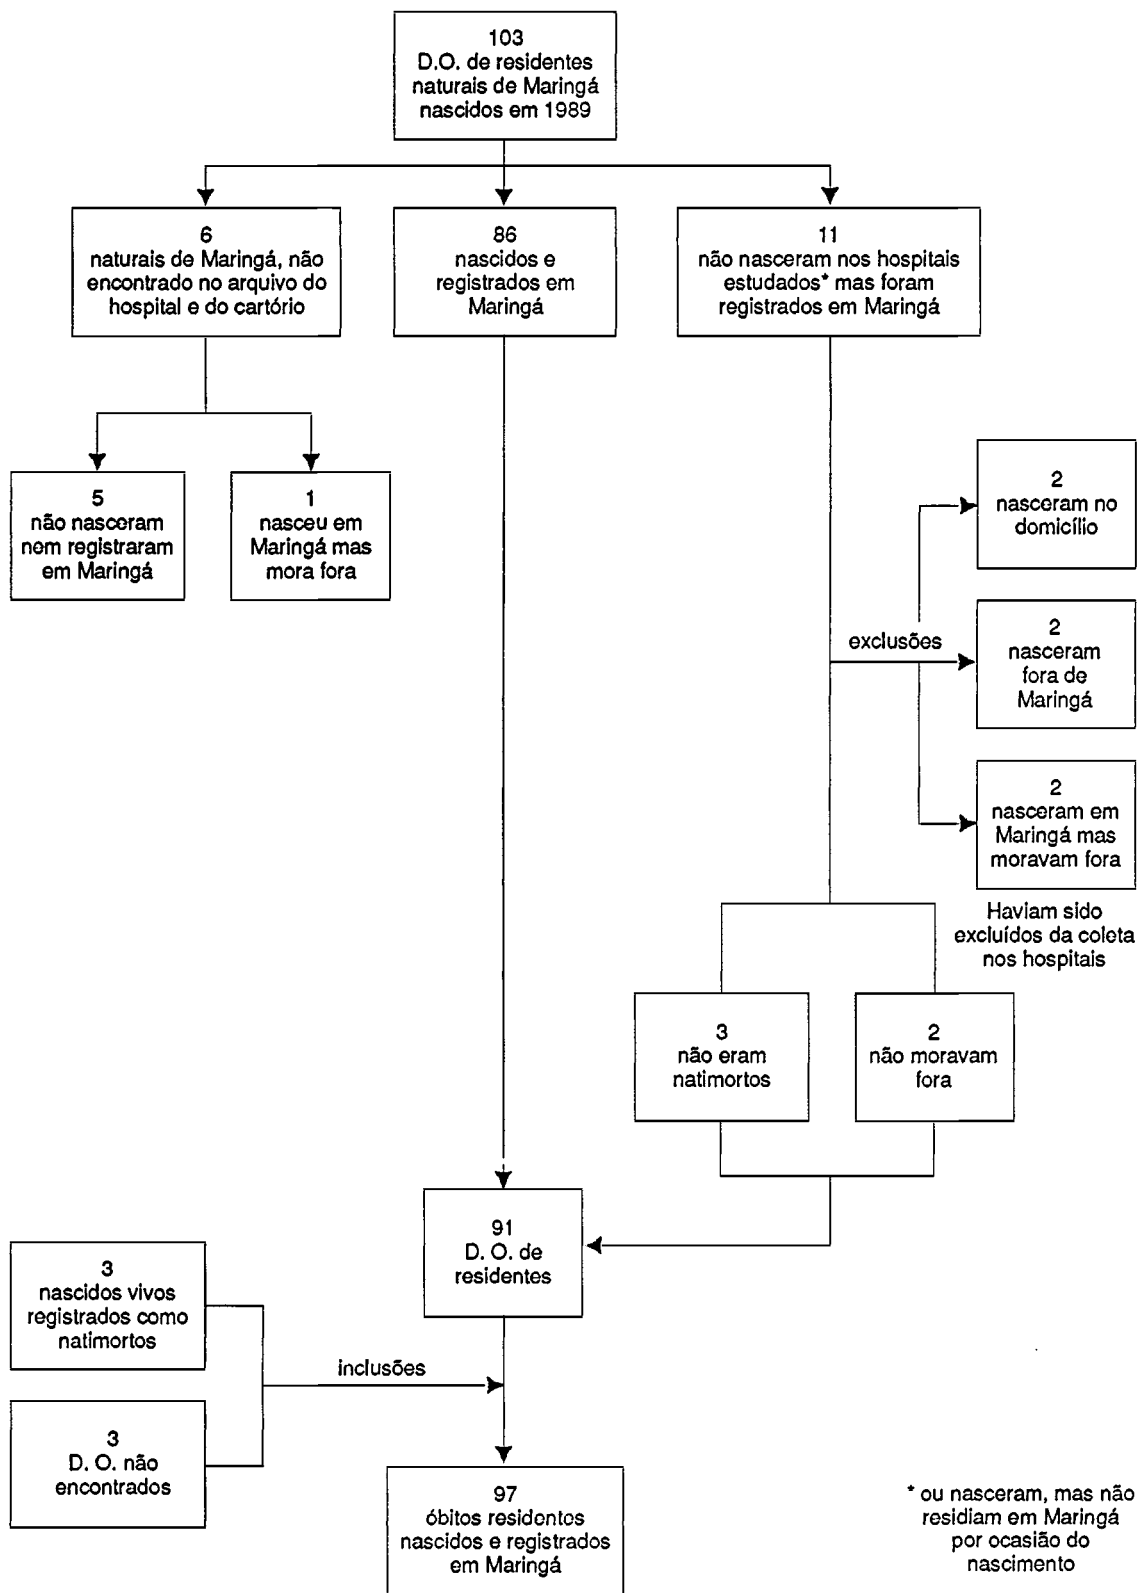 103
D.O. de residentes
naturais de Maringá
nascidos em 1989
6
naturais de Maringá, não
encontrado no arquivo do
hospital e do cartório
86
nascidos e
registrados em
Maringá
11
não nasceram nos hospitais
estudados* mas foram
registrados em Maringá
5
não nasceram
nem registraram
em Maringá
1
nasceu em
Maringá mas
mora fora
2
nasceram no
domicílio
exclusões
2
nasceram
fora de
Maringá
2
nasceram em
Maringá mas
moravam fora
Haviam sido
excluídos da coleta
nos hospitais
3
não eram
natimortos
2
não moravam
fora
91
D. O. de
residentes
3
nascidos vivos
registrados como
natimortos
inclusões
3
D. O. não
encontrados
97
óbitos residentes
nascidos e registrados
em Maringá
* ou nasceram, mas não
residiam em Maringá
por ocasião do
nascimento